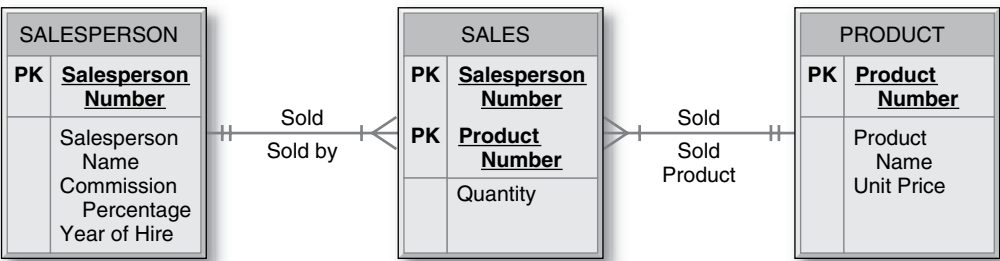 SALESPERSON
PK Salesperson
Number
Salesperson
Name
Commission
Percentage
Year of Hire
Sold
Sold by
SALES
PK Salesperson
Number
PK Product
Number
Quantity
Sold
Sold
Product
PRODUCT
PK Product
Number
Product
Name
Unit Price